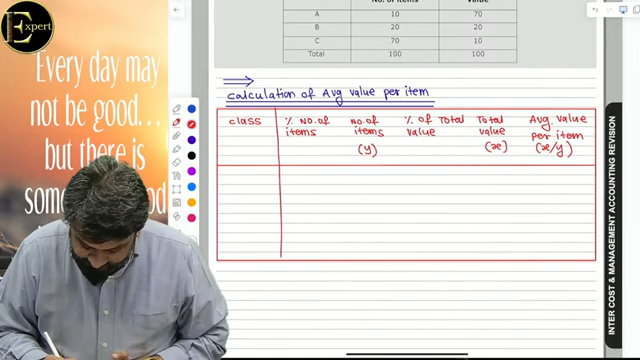 Expert
Every day may
not be good...
but there is
som
No. of Items
Value
A 10 70
B 20 20
C 70 10
Total 100 100
calculation of Avg value per item
class
% No. of items
no. of items (y)
% of Total value
Total value (x)
Avg. value per item (x/y)
INTER COST & MANAGEMENT ACCOUNTING REVISION